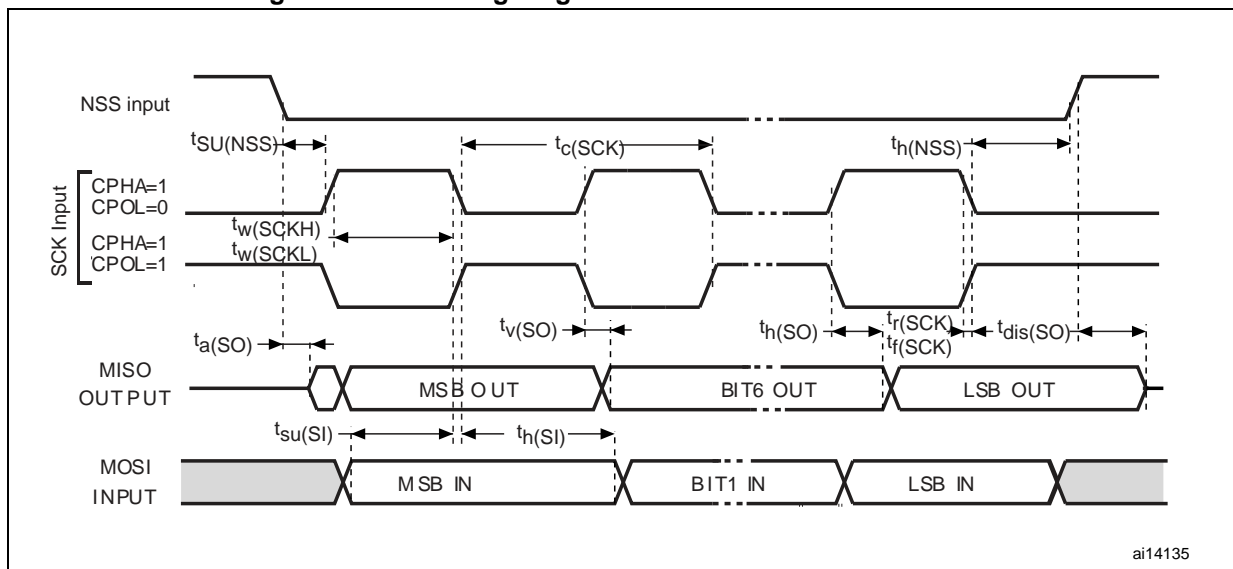 NSS input
tSU(NSS)
tc(SCK)
th(NSS)
SCK Input
CPHA=1
CPOL=0
tw(SCKH)
tw(SCKL)
CPHA=1
CPOL=1
tv(SO)
th(SO)
tr(SCK)
tf(SCK)
tdis(SO)
ta(SO)
MISO
OUTPUT
MSB OUT
BIT6 OUT
LSB OUT
tsu(SI)
th(SI)
MOSI
INPUT
MSB IN
BIT1 IN
LSB IN
ai14135